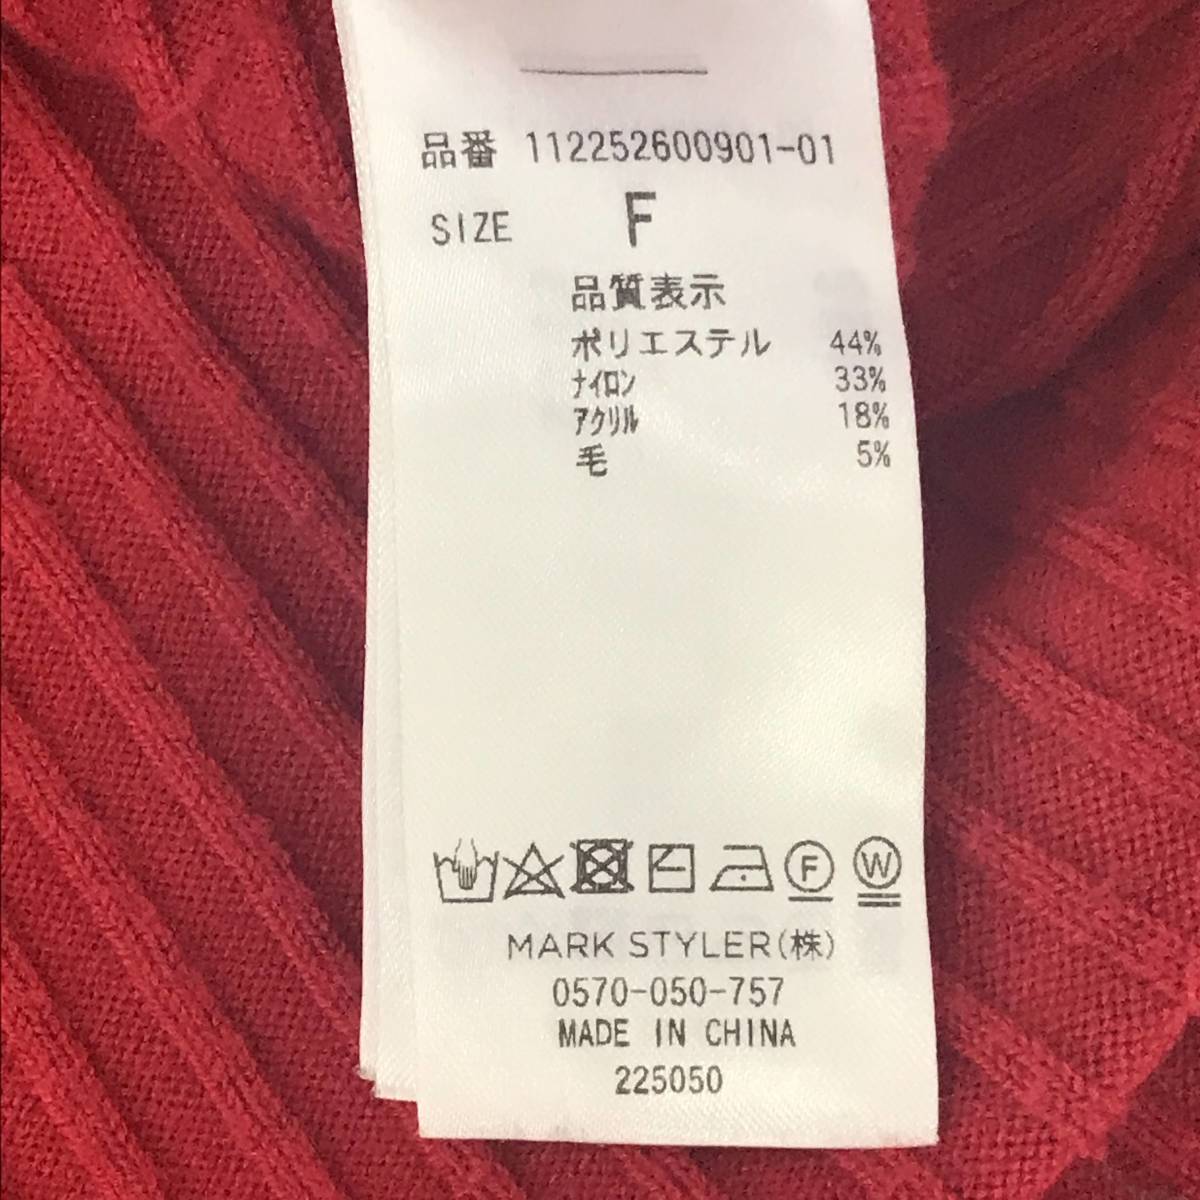 品番 112252600901-01
SIZE F
品質表示
ポリエステル 44%
ナイロン 33%
アクリル 18%
毛 5%
F W
MARK STYLER(株)
0570-050-757
MADE IN CHINA
225050